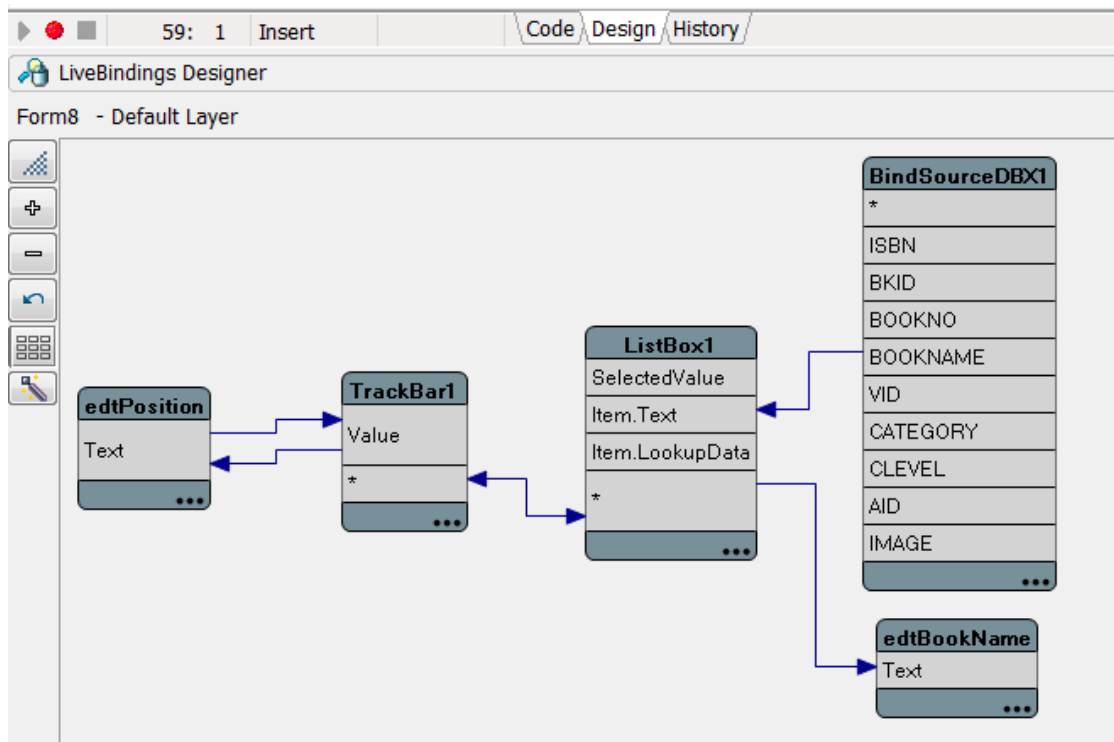 59: 1 Insert Code Design History
LiveBindings Designer
Form8 - Default Layer
edtPosition
Text
...
TrackBar1
Value
*
...
ListBox1
SelectedValue
Item.Text
Item.LookupData
*
...
BindSourceDBX1
*
ISBN
BKID
BOOKNO
BOOKNAME
VID
CATEGORY
CLEVEL
AID
IMAGE
...
edtBookName
Text
...